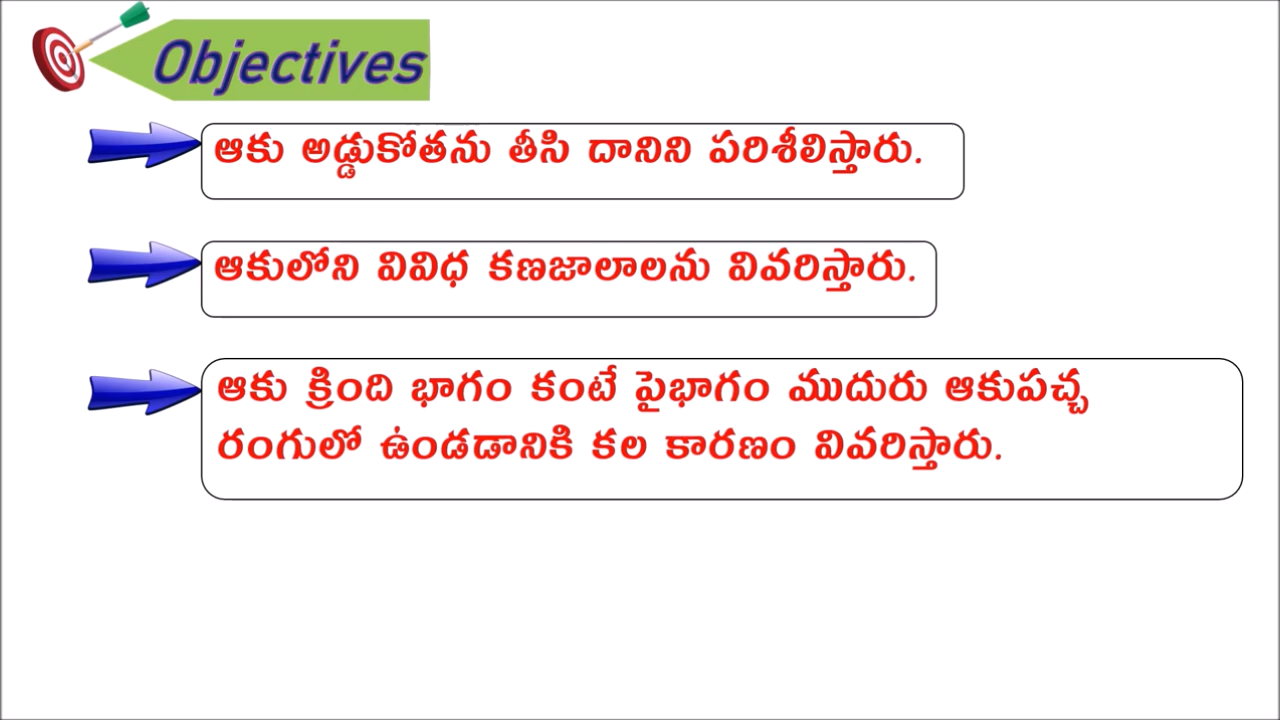 Objectives
ఆకు అడ్డుకోతను తీసి దానిని పరిశీలిస్తారు.
ఆకులోని వివిధ కణజాలాలను వివరిస్తారు.
ఆకు క్రింది భాగం కంటే పైభాగం ముదురు ఆకుపచ్చ
రంగులో ఉండడానికి కల కారణం వివరిస్తారు.